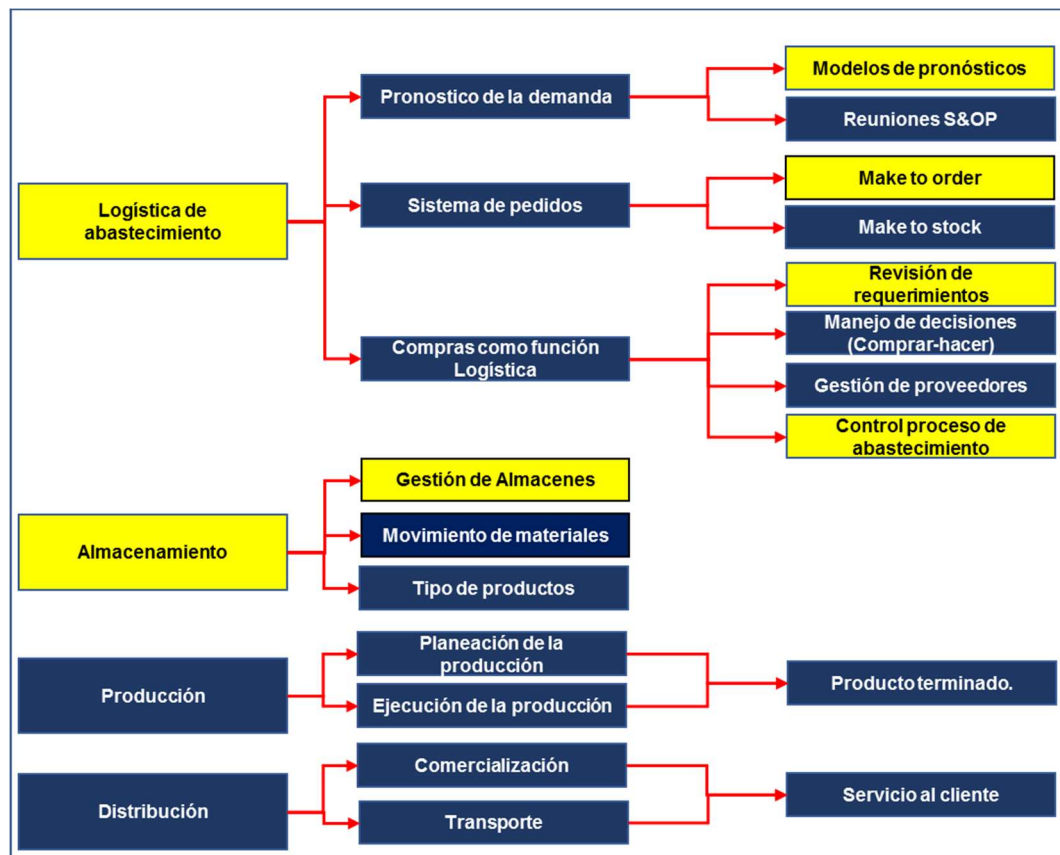 Modelos de pronósticos
Pronostico de la demanda
Reuniones S&OP
Make to order
Logística de
abastecimiento
Sistema de pedidos
Make to stock
Revisión de
requerimientos
Manejo de decisiones
(Comprar-hacer)
Compras como función
Logística
Gestión de proveedores
Control proceso de
abastecimiento
Gestión de Almacenes
Almacenamiento
Movimiento de materiales
Tipo de productos
Planeación de la
producción
Producción
Producto terminado.
Ejecución de la producción
Comercialización
Distribución
Servicio al cliente
Transporte